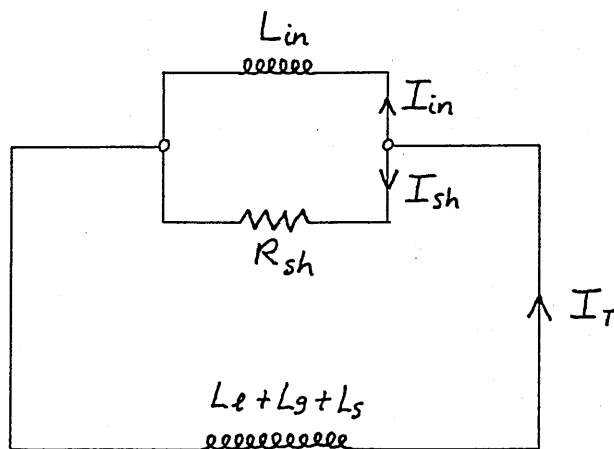 L_in
I_in
I_sh
R_sh
I_T
L_ℓ + L_g + L_s